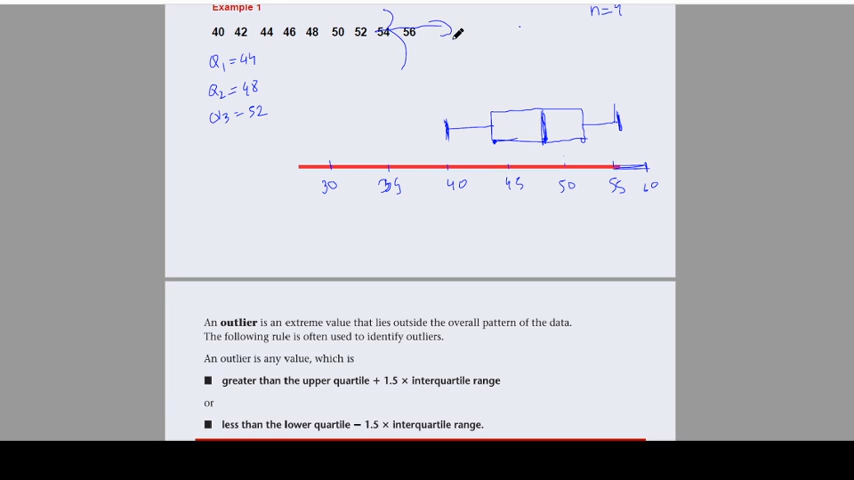 Example 1
n=9
40 42 44 46 48 50 52 54 56
Q1 = 44
Q2 = 48
Q3 = 52
30 35 40 45 50 55 60
An outlier is an extreme value that lies outside the overall pattern of the data.
The following rule is often used to identify outliers.
An outlier is any value, which is
■ greater than the upper quartile + 1.5 × interquartile range
or
■ less than the lower quartile − 1.5 × interquartile range.